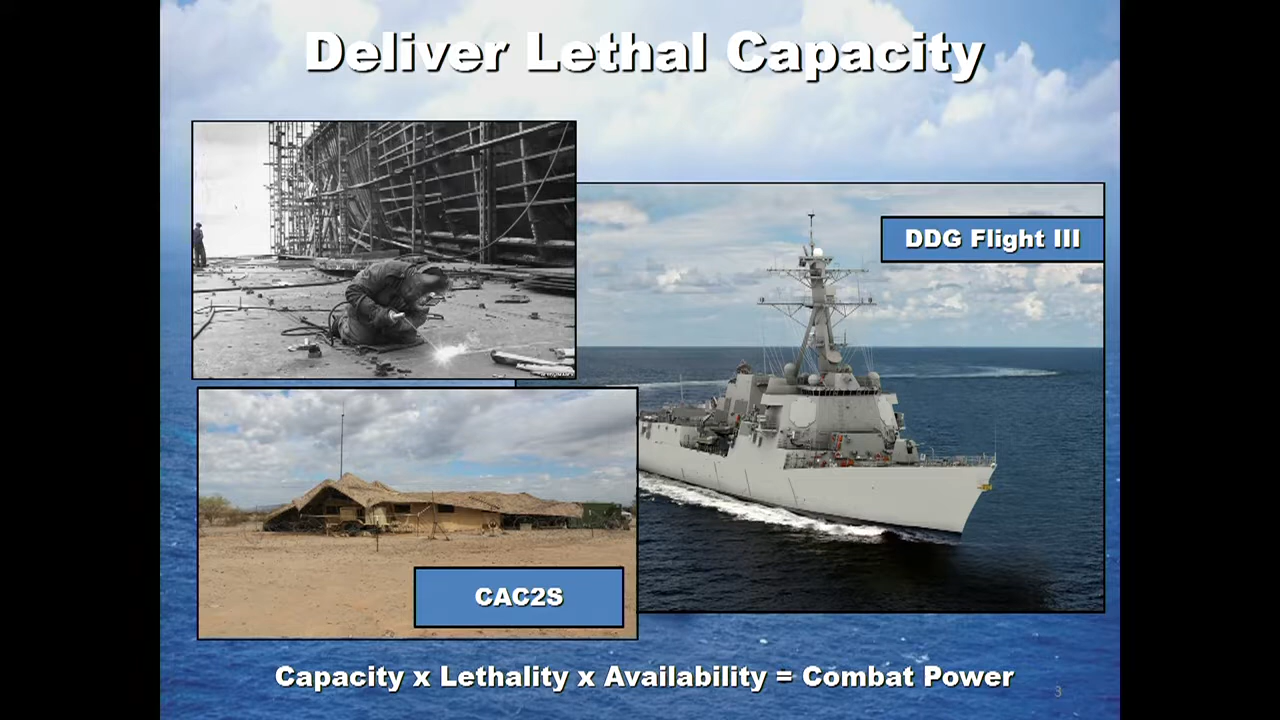 Deliver Lethal Capacity
DDG Flight III
CAC2S
Capacity x Lethality x Availability = Combat Power
3